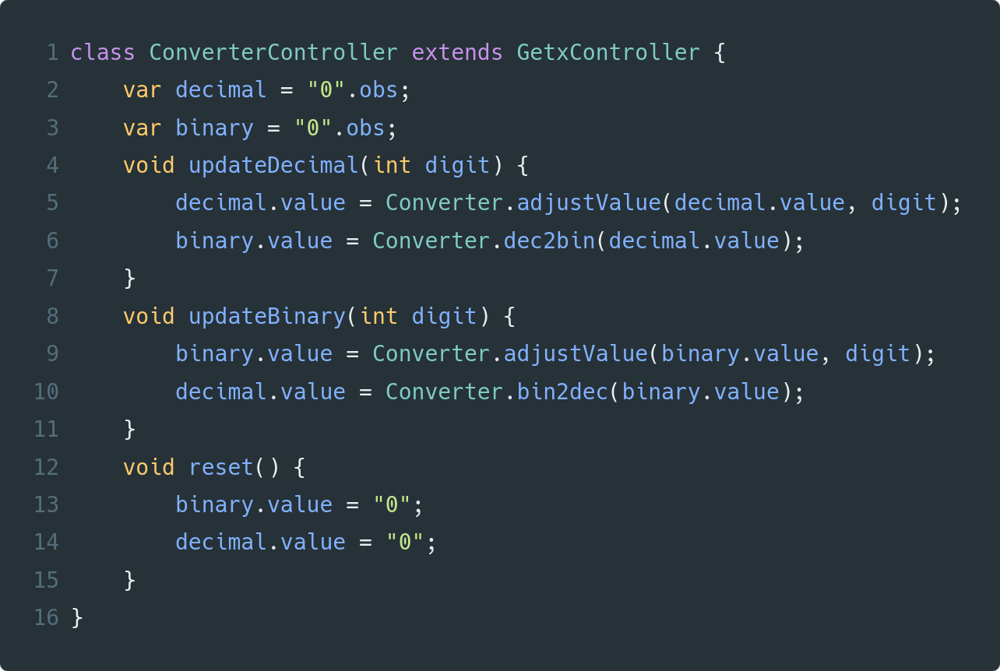 1 class ConverterController extends GetxController {
2     var decimal = "0".obs;
3     var binary = "0".obs;
4     void updateDecimal(int digit) {
5         decimal.value = Converter.adjustValue(decimal.value, digit);
6         binary.value = Converter.dec2bin(decimal.value);
7     }
8     void updateBinary(int digit) {
9         binary.value = Converter.adjustValue(binary.value, digit);
10         decimal.value = Converter.bin2dec(binary.value);
11     }
12     void reset() {
13         binary.value = "0";
14         decimal.value = "0";
15     }
16 }